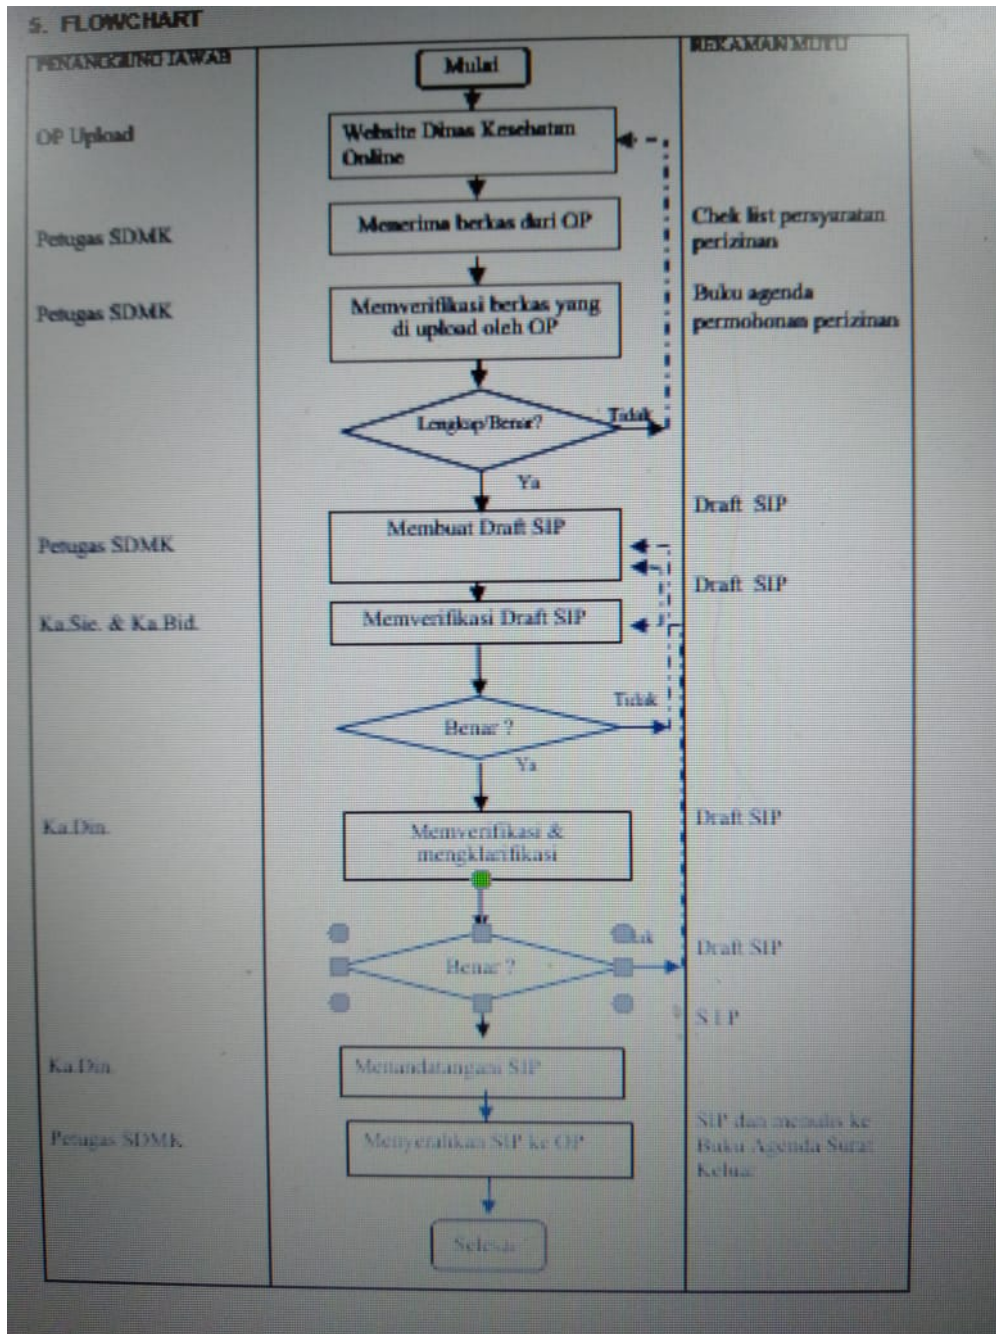 5. FLOWCHART
PENANGGUNG JAWAB
REKAMAN MUTU
Mulai
OP Upload
Website Dinas Kesehatan
Online
Petugas SDMK
Menerima berkas dari OP
Chek list persyaratan
perizinan
Petugas SDMK
Memverifikasi berkas yang
di upload oleh OP
Buku agenda
permohonan perizinan
Lengkap/Benar?
Tidak
Ya
Draft SIP
Petugas SDMK
Membuat Draft SIP
Draft SIP
Ka.Sie. & Ka.Bid.
Memverifikasi Draft SIP
Tidak
Benar ?
Ya
Ka.Din.
Memverifikasi &
mengklarifikasi
Draft SIP
Benar ?
Draft SIP
S I P
Ka.Din.
Menandatangani SIP
Petugas SDMK
Menyerahkan SIP ke OP
SIP dan menulis ke
Buku Agenda Surat
Keluar
Selesai